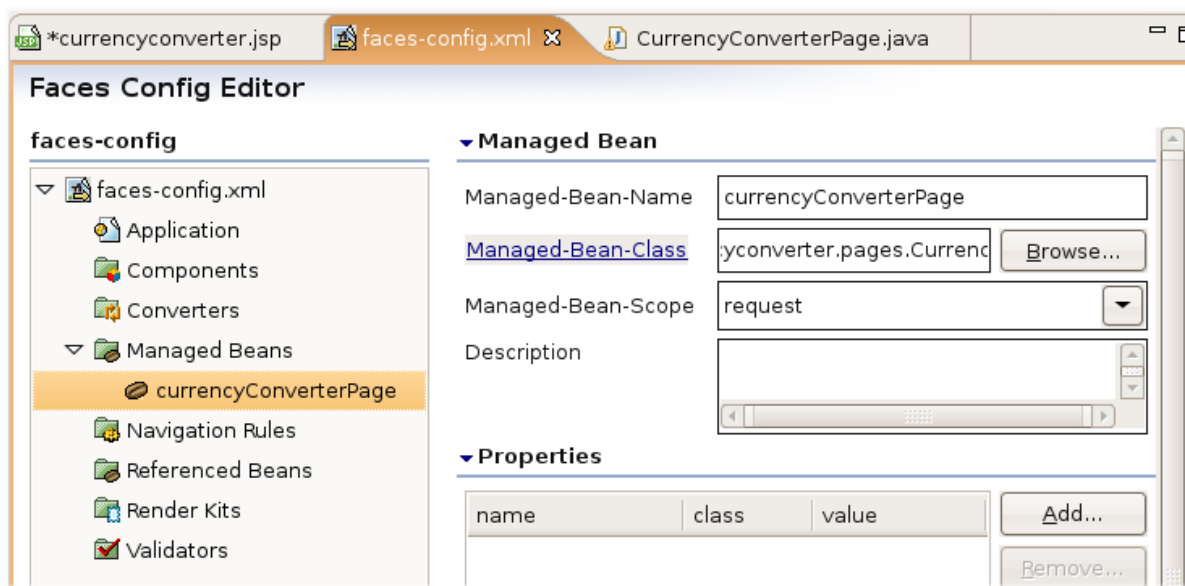 *currencyconverter.jsp
faces-config.xml
CurrencyConverterPage.java
Faces Config Editor
faces-config
faces-config.xml
Application
Components
Converters
Managed Beans
currencyConverterPage
Navigation Rules
Referenced Beans
Render Kits
Validators
Managed Bean
Managed-Bean-Name currencyConverterPage
Managed-Bean-Class :yconverter.pages.Currenc Browse...
Managed-Bean-Scope request
Description
Properties
name class value Add...
Remove...